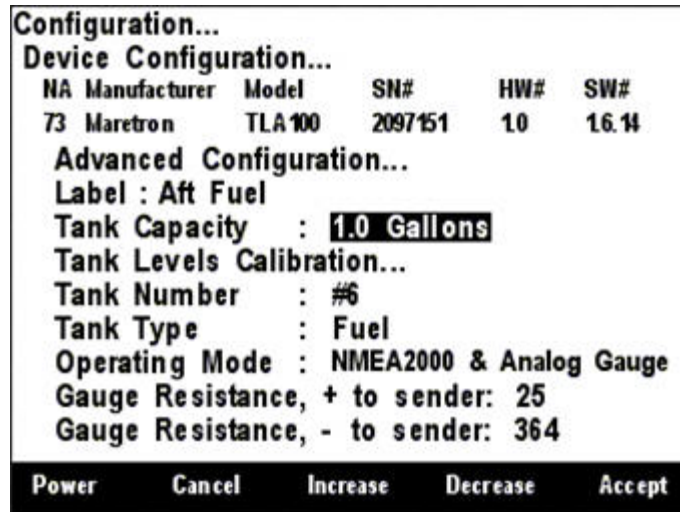 Configuration...
Device Configuration...
NA Manufacturer Model SN# HW# SW#
73 Maretron TLA100 2097151 1.0 1.6.14
Advanced Configuration...
Label : Aft Fuel
Tank Capacity : 1.0 Gallons
Tank Levels Calibration...
Tank Number : #6
Tank Type : Fuel
Operating Mode : NMEA2000 & Analog Gauge
Gauge Resistance, + to sender: 25
Gauge Resistance, - to sender: 364
Power Cancel Increase Decrease Accept